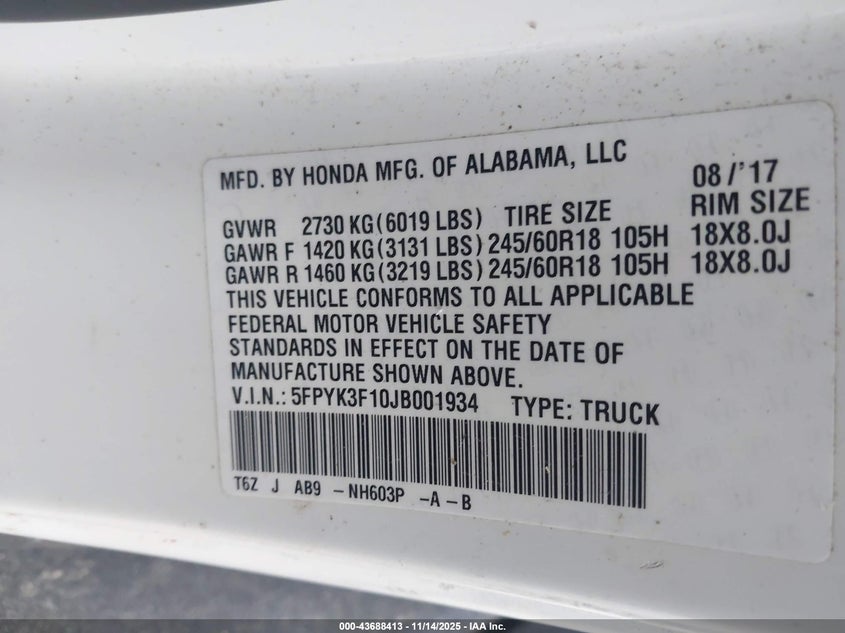 MFD. BY HONDA MFG. OF ALABAMA, LLC 08/'17
GVWR 2730 KG(6019 LBS) TIRE SIZE RIM SIZE
GAWR F 1420 KG(3131 LBS) 245/60R18 105H 18X8.0J
GAWR R 1460 KG(3219 LBS) 245/60R18 105H 18X8.0J
THIS VEHICLE CONFORMS TO ALL APPLICABLE
FEDERAL MOTOR VEHICLE SAFETY
STANDARDS IN EFFECT ON THE DATE OF
MANUFACTURE SHOWN ABOVE.
V.I.N.: 5FPYK3F10JB001934 TYPE: TRUCK
T6Z J AB9 -NH603P -A -B
000-43688413 - 11/14/2025 - IAA Inc.